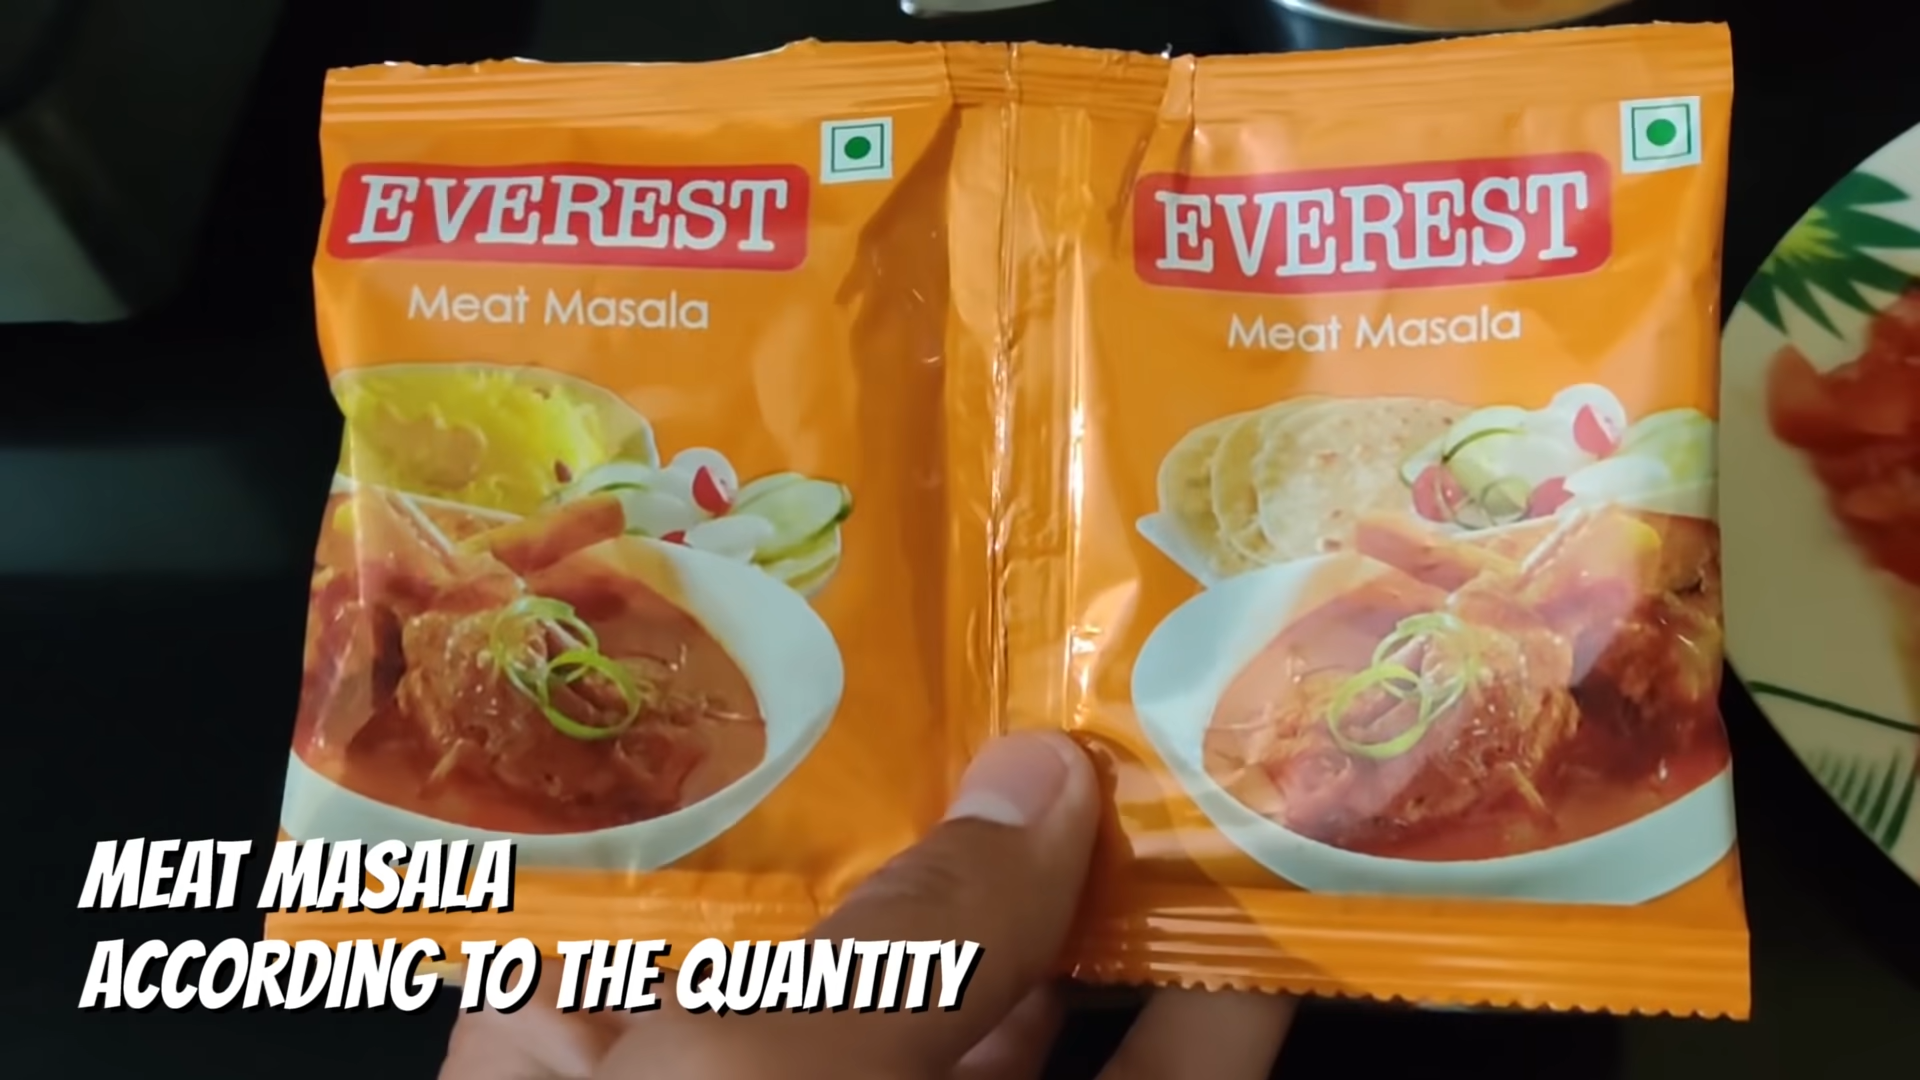 EVEREST
Meat Masala
EVEREST
Meat Masala
MEAT MASALA
ACCORDING TO THE QUANTITY